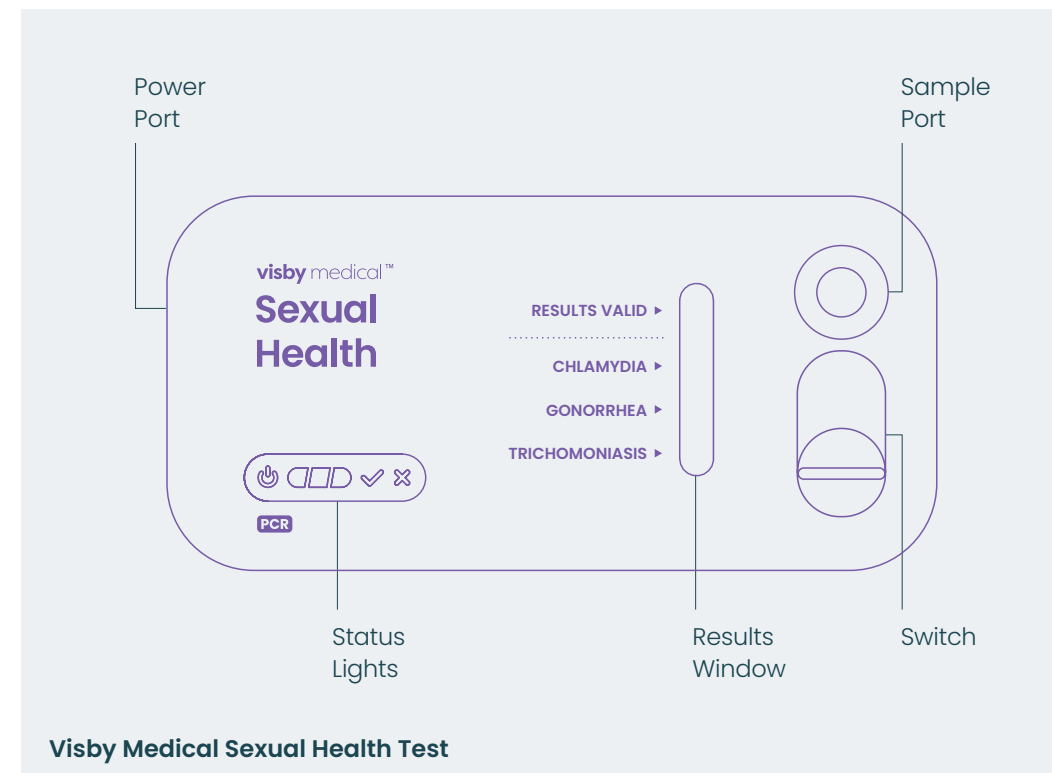 Power
Port
Sample
Port
visby medical™
Sexual
Health
RESULTS VALID ▸
CHLAMYDIA ▸
GONORRHEA ▸
TRICHOMONIASIS ▸
PCR
Status
Lights
Results
Window
Switch
Visby Medical Sexual Health Test